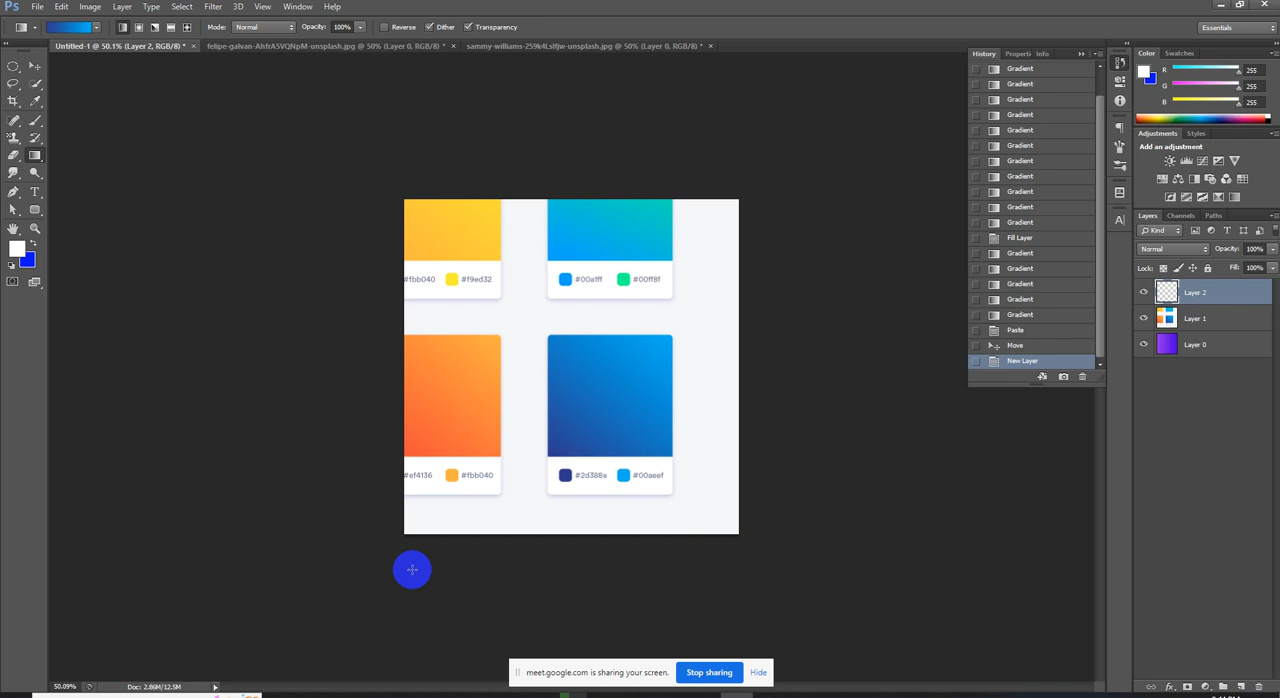 Ps File Edit Image Layer Type Select Filter 3D View Window Help
Mode: Normal Opacity: 100% Reverse Dither Transparency Essentials
Untitled-1 @ 50.1% (Layer 2, RGB/8) * × felipe-galvan-AhfrA5VQNpM-unsplash.jpg @ 50% (Layer 0, RGB/8) * × sammy-williams-259k4Lslfjw-unsplash.jpg @ 50% (Layer 0, RGB/8) * ×
History Properti Info
Gradient
Gradient
Gradient
Gradient
Gradient
Gradient
Gradient
Gradient
Gradient
Gradient
Gradient
Fill Layer
Gradient
Gradient
Gradient
Gradient
Gradient
Paste
Move
New Layer
Color Swatches
R 255
G 255
B 255
Adjustments Styles
Add an adjustment
Layers Channels Paths
Kind
Normal Opacity: 100%
Lock: Fill: 100%
Layer 2
Layer 1
Layer 0
#fbb040 #f9ed32 #00a1ff #00ff8f
#ef4136 #fbb040 #2d388a #00aeef
meet.google.com is sharing your screen. Stop sharing Hide
50.09% Doc: 2.86M/12.5M